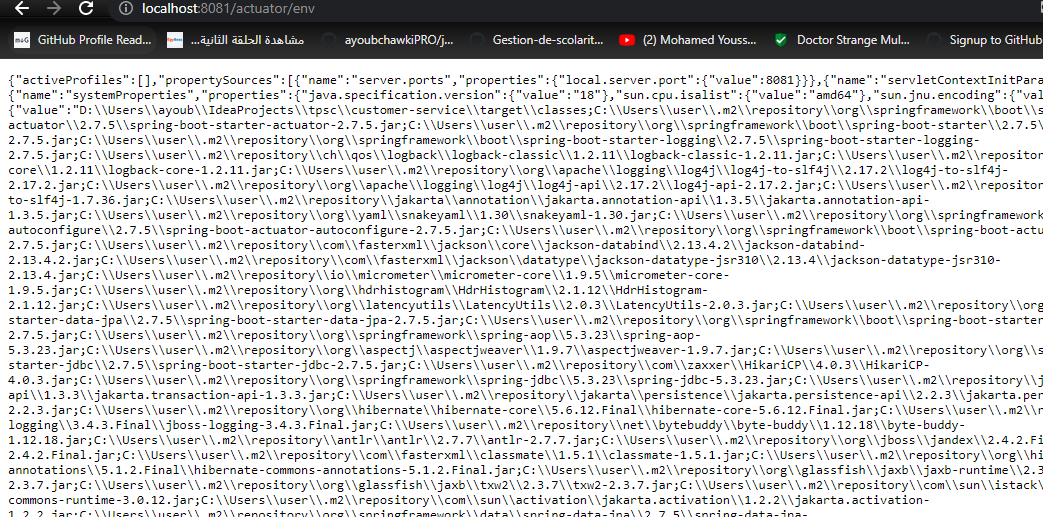 localhost:8081/actuator/env
GitHub Profile Read... مشاهدة الحلقة الثانية... ayoubchawkiPRO/j... Gestion-de-scolarit... (2) Mohamed Youss... Doctor Strange Mul... Signup to GitHub
{"activeProfiles":[],"propertySources":[{"name":"server.ports","properties":{"local.server.port":{"value":8081}}},{"name":"servletContextInitPara
{"name":"systemProperties","properties":{"java.specification.version":{"value":"18"},"sun.cpu.isalist":{"value":"amd64"},"sun.jnu.encoding":{"val
{"value":"D:\\Users\\ayoub\\IdeaProjects\\tpsc\\customer-service\\target\\classes;C:\\Users\\user\\.m2\\repository\\org\\springframework\\boot\\s
actuator\\2.7.5\\spring-boot-starter-actuator-2.7.5.jar;C:\\Users\\user\\.m2\\repository\\org\\springframework\\boot\\spring-boot-starter\\2.7.5\
2.7.5.jar;C:\\Users\\user\\.m2\\repository\\org\\springframework\\boot\\spring-boot-starter-logging\\2.7.5\\spring-boot-starter-logging-
2.7.5.jar;C:\\Users\\user\\.m2\\repository\\ch\\qos\\logback\\logback-classic\\1.2.11\\logback-classic-1.2.11.jar;C:\\Users\\user\\.m2\\repositor
core\\1.2.11\\logback-core-1.2.11.jar;C:\\Users\\user\\.m2\\repository\\org\\apache\\logging\\log4j\\log4j-to-slf4j\\2.17.2\\log4j-to-slf4j-
2.17.2.jar;C:\\Users\\user\\.m2\\repository\\org\\apache\\logging\\log4j\\log4j-api\\2.17.2\\log4j-api-2.17.2.jar;C:\\Users\\user\\.m2\\repositor
to-slf4j-1.7.36.jar;C:\\Users\\user\\.m2\\repository\\jakarta\\annotation\\jakarta.annotation-api\\1.3.5\\jakarta.annotation-api-
1.3.5.jar;C:\\Users\\user\\.m2\\repository\\org\\yaml\\snakeyaml\\1.30\\snakeyaml-1.30.jar;C:\\Users\\user\\.m2\\repository\\org\\springframework
autoconfigure\\2.7.5\\spring-boot-actuator-autoconfigure-2.7.5.jar;C:\\Users\\user\\.m2\\repository\\org\\springframework\\boot\\spring-boot-actu
2.7.5.jar;C:\\Users\\user\\.m2\\repository\\com\\fasterxml\\jackson\\core\\jackson-databind\\2.13.4.2\\jackson-databind-
2.13.4.2.jar;C:\\Users\\user\\.m2\\repository\\com\\fasterxml\\jackson\\datatype\\jackson-datatype-jsr310\\2.13.4\\jackson-datatype-jsr310-
2.13.4.jar;C:\\Users\\user\\.m2\\repository\\io\\micrometer\\micrometer-core\\1.9.5\\micrometer-core-
1.9.5.jar;C:\\Users\\user\\.m2\\repository\\org\\hdrhistogram\\HdrHistogram\\2.1.12\\HdrHistogram-
2.1.12.jar;C:\\Users\\user\\.m2\\repository\\org\\latencyutils\\LatencyUtils\\2.0.3\\LatencyUtils-2.0.3.jar;C:\\Users\\user\\.m2\\repository\\org
starter-data-jpa\\2.7.5\\spring-boot-starter-data-jpa-2.7.5.jar;C:\\Users\\user\\.m2\\repository\\org\\springframework\\boot\\spring-boot-starter
2.7.5.jar;C:\\Users\\user\\.m2\\repository\\org\\springframework\\spring-aop\\5.3.23\\spring-aop-
5.3.23.jar;C:\\Users\\user\\.m2\\repository\\org\\aspectj\\aspectjweaver\\1.9.7\\aspectjweaver-1.9.7.jar;C:\\Users\\user\\.m2\\repository\\org\\s
starter-jdbc\\2.7.5\\spring-boot-starter-jdbc-2.7.5.jar;C:\\Users\\user\\.m2\\repository\\com\\zaxxer\\HikariCP\\4.0.3\\HikariCP-
4.0.3.jar;C:\\Users\\user\\.m2\\repository\\org\\springframework\\spring-jdbc\\5.3.23\\spring-jdbc-5.3.23.jar;C:\\Users\\user\\.m2\\repository\\j
api\\1.3.3\\jakarta.transaction-api-1.3.3.jar;C:\\Users\\user\\.m2\\repository\\jakarta\\persistence\\jakarta.persistence-api\\2.2.3\\jakarta.per
2.2.3.jar;C:\\Users\\user\\.m2\\repository\\org\\hibernate\\hibernate-core\\5.6.12.Final\\hibernate-core-5.6.12.Final.jar;C:\\Users\\user\\.m2\\r
logging\\3.4.3.Final\\jboss-logging-3.4.3.Final.jar;C:\\Users\\user\\.m2\\repository\\net\\bytebuddy\\byte-buddy\\1.12.18\\byte-buddy-
1.12.18.jar;C:\\Users\\user\\.m2\\repository\\antlr\\antlr\\2.7.7\\antlr-2.7.7.jar;C:\\Users\\user\\.m2\\repository\\org\\jboss\\jandex\\2.4.2.Fi
2.4.2.Final.jar;C:\\Users\\user\\.m2\\repository\\com\\fasterxml\\classmate\\1.5.1\\classmate-1.5.1.jar;C:\\Users\\user\\.m2\\repository\\org\\hi
annotations\\5.1.2.Final\\hibernate-commons-annotations-5.1.2.Final.jar;C:\\Users\\user\\.m2\\repository\\org\\glassfish\\jaxb\\jaxb-runtime\\2.3
2.3.7.jar;C:\\Users\\user\\.m2\\repository\\org\\glassfish\\jaxb\\txw2\\2.3.7\\txw2-2.3.7.jar;C:\\Users\\user\\.m2\\repository\\com\\sun\\istack\
commons-runtime-3.0.12.jar;C:\\Users\\user\\.m2\\repository\\com\\sun\\activation\\jakarta.activation\\1.2.2\\jakarta.activation-
1.2.2.jar;C:\\Users\\user\\.m2\\repository\\org\\springframework\\data\\spring-data-jpa\\2.7.5\\spring-data-jpa-